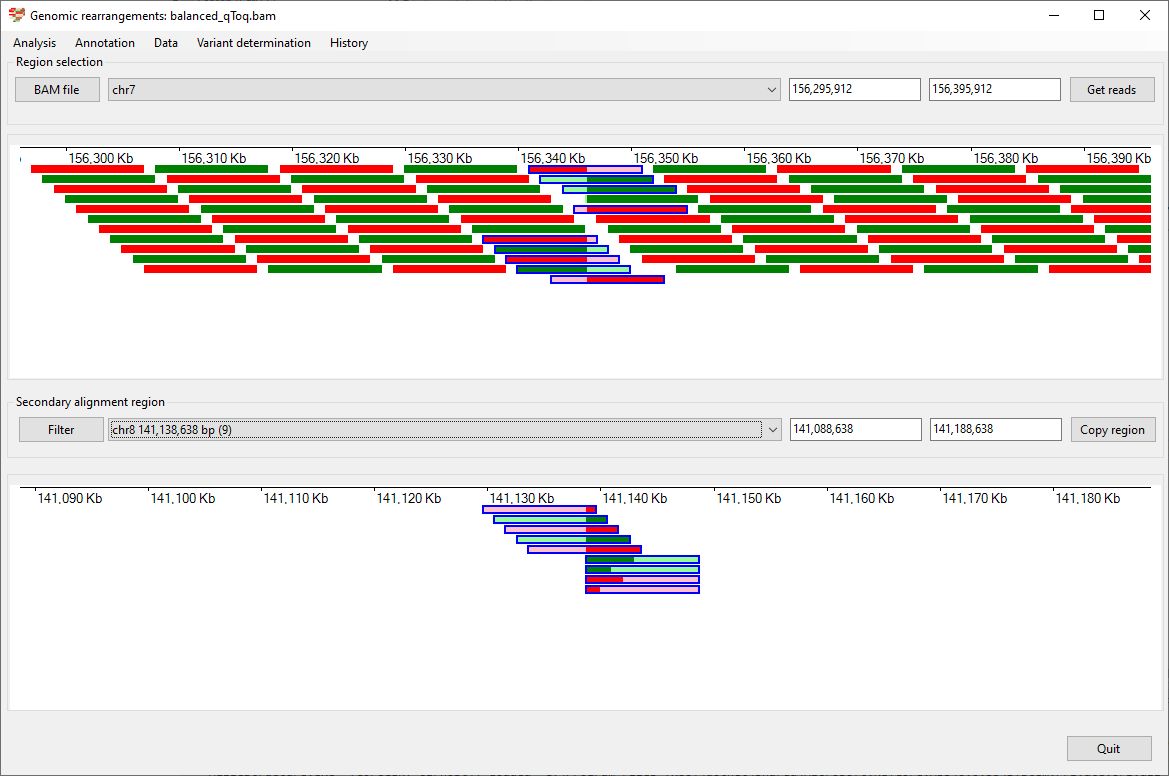 Genomic rearrangements: balanced_qToq.bam
Analysis Annotation Data Variant determination History
Region selection
BAM file chr7 156,295,912 156,395,912 Get reads
156,300 Kb 156,310 Kb 156,320 Kb 156,330 Kb 156,340 Kb 156,350 Kb 156,360 Kb 156,370 Kb 156,380 Kb 156,390 Kb
Secondary alignment region
Filter chr8 141,138,638 bp (9) 141,088,638 141,188,638 Copy region
141,090 Kb 141,100 Kb 141,110 Kb 141,120 Kb 141,130 Kb 141,140 Kb 141,150 Kb 141,160 Kb 141,170 Kb 141,180 Kb
Quit